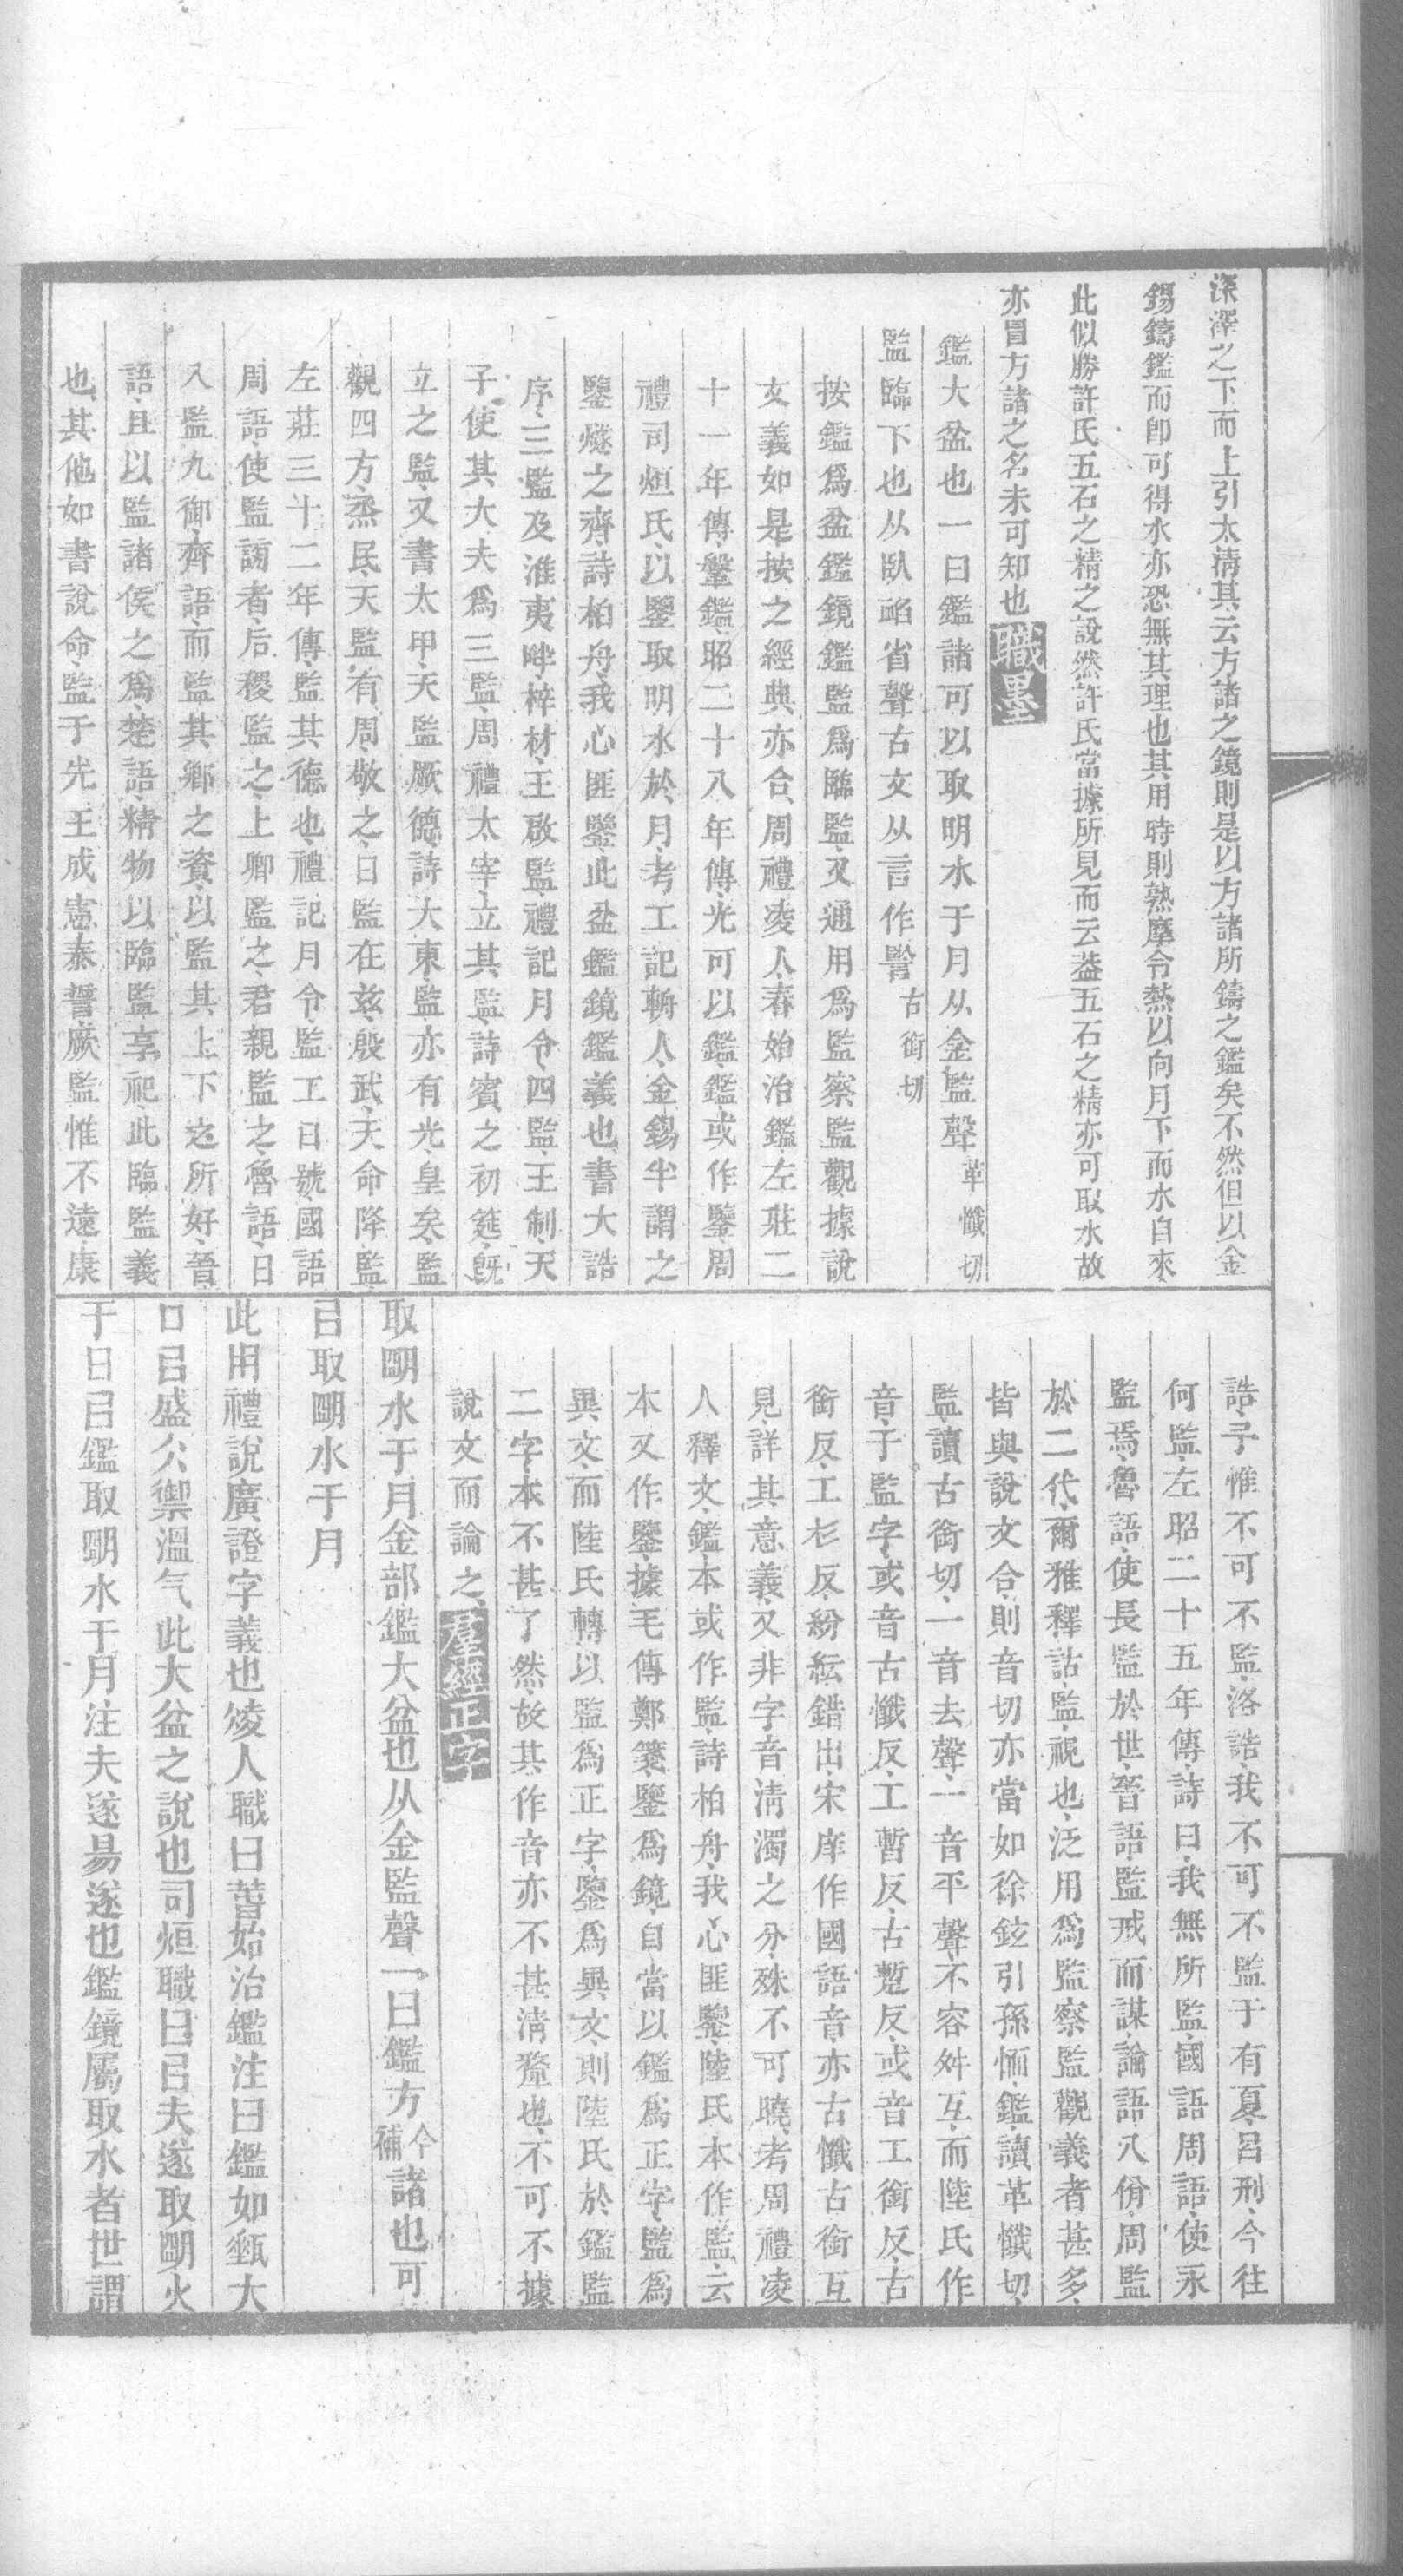 深澤之下而上引太清其云方諸之鏡則是以方諸所鑄之鑑矣不然但以金
錫鑄鑑而卽可得水亦恐無其理也其用時則熟摩令熱以向月下而水自來
此似勝許氏五石之精之說然許氏當據所見而云葢五石之精亦可取水故
亦冒方諸之名未可知也職墨
鑑大盆也一曰鑑諸可以取明水于月从金監聲革懺切
監臨下也从臥䘓省聲古文从言作𧨻古銜切
按鑑爲盆鑑鏡鑑監爲臨監又通用爲監察監觀據說
文義如是按之經典亦合周禮凌人春始治鑑左莊二
十一年傳鞶鑑昭二十八年傳光可以鑑鑑或作鑒周
禮司烜氏以鑒取明水於月考工記輈人金錫半謂之
鑒燧之齊詩柏舟我心匪鑒此盆鑑鏡鑑義也書大誥
序三監及淮夷畔梓材王啟監禮記月令四監王制天
子使其大夫爲三監周禮太宰立其監詩賓之初筵旣
立之監又書太甲天監厥德詩大東監亦有光皇矣監
觀四方烝民天監有周敬之日監在兹殷武天命降監
左莊三十二年傳監其德也禮記月令監工日號國語
周語使監謗者后稷監之上卿監之君親監之魯語日
入監九御齊語而監其鄉之資以監其上下之所好晉
語且以監諸侯之爲楚語精物以臨監享祀此臨監義
也其他如書說命監于先王成憲泰誓厥監惟不遠康
誥予惟不可不監洛誥我不可不監于有夏呂刑今往
何監左昭二十五年傳詩曰我無所監國語周語使永
監焉魯語使長監於世晉語監戒而謀論語八佾周監
於二代爾雅釋詁監視也泛用爲監察監觀義者甚多
皆與說文合則音切亦當如徐鉉引孫愐鑑讀革懺切
監讀古銜切一音去聲一音平聲不容舛互而陸氏作
音于監字或音古懺反工暫反古蹔反或音工銜反古
銜反工衫反紛紜錯出宋庠作國語音亦古懺古銜互
見詳其意義又非字音清濁之分殊不可曉考周禮凌
人釋文鑑本或作監詩柏舟我心匪鑒陸氏本作監云
本又作鑒據毛傳鄭箋鑒爲鏡自當以鑑爲正字監爲
異文而陸氏轉以監爲正字鑒爲異文則陸氏於鑑監
二字本不甚了然故其作音亦不甚清犛也不可不據
說文而論之羣經正字
取朙水于月金部鑑大盆也从金監聲一曰鑑方今補諸也可
㠯取朙水于月
此用禮說廣證字義也凌人職曰萅始治鑑注曰鑑如甀大
口㠯盛仌禦溫气此大盆之說也司烜職曰㠯夫遂取朙火
于日㠯鑑取朙水于月注夫遂昜遂也鑑鏡屬取水者世謂